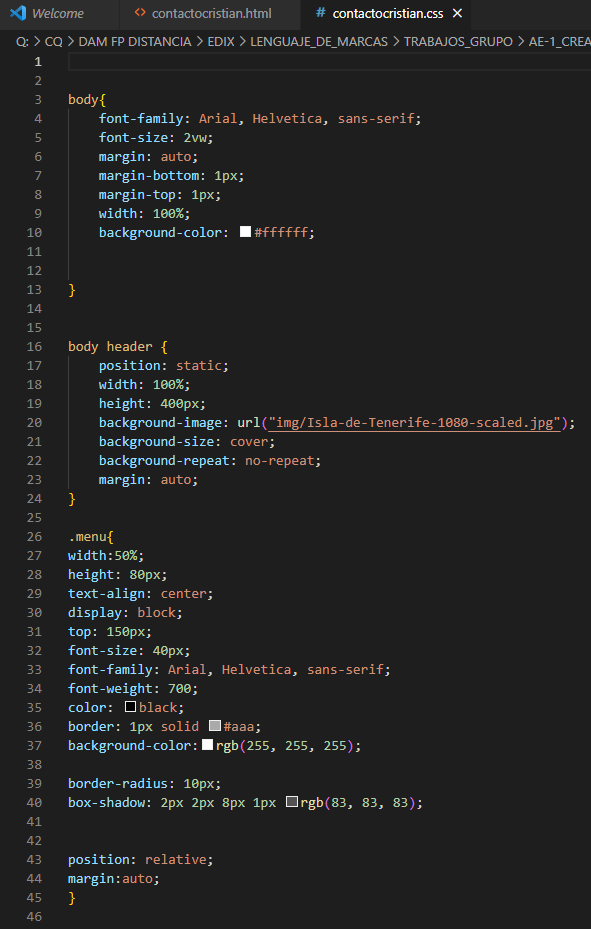 Welcome contactocristian.html contactocristian.css
Q: > CQ > DAM FP DISTANCIA > EDIX > LENGUAJE_DE_MARCAS > TRABAJOS_GRUPO > AE-1_CREA
1
2
3 body{
4 font-family: Arial, Helvetica, sans-serif;
5 font-size: 2vw;
6 margin: auto;
7 margin-bottom: 1px;
8 margin-top: 1px;
9 width: 100%;
10 background-color: #ffffff;
11
12
13 }
14
15
16 body header {
17 position: static;
18 width: 100%;
19 height: 400px;
20 background-image: url("img/Isla-de-Tenerife-1080-scaled.jpg");
21 background-size: cover;
22 background-repeat: no-repeat;
23 margin: auto;
24 }
25
26 .menu{
27 width:50%;
28 height: 80px;
29 text-align: center;
30 display: block;
31 top: 150px;
32 font-size: 40px;
33 font-family: Arial, Helvetica, sans-serif;
34 font-weight: 700;
35 color: black;
36 border: 1px solid #aaa;
37 background-color: rgb(255, 255, 255);
38
39 border-radius: 10px;
40 box-shadow: 2px 2px 8px 1px rgb(83, 83, 83);
41
42
43 position: relative;
44 margin:auto;
45 }
46